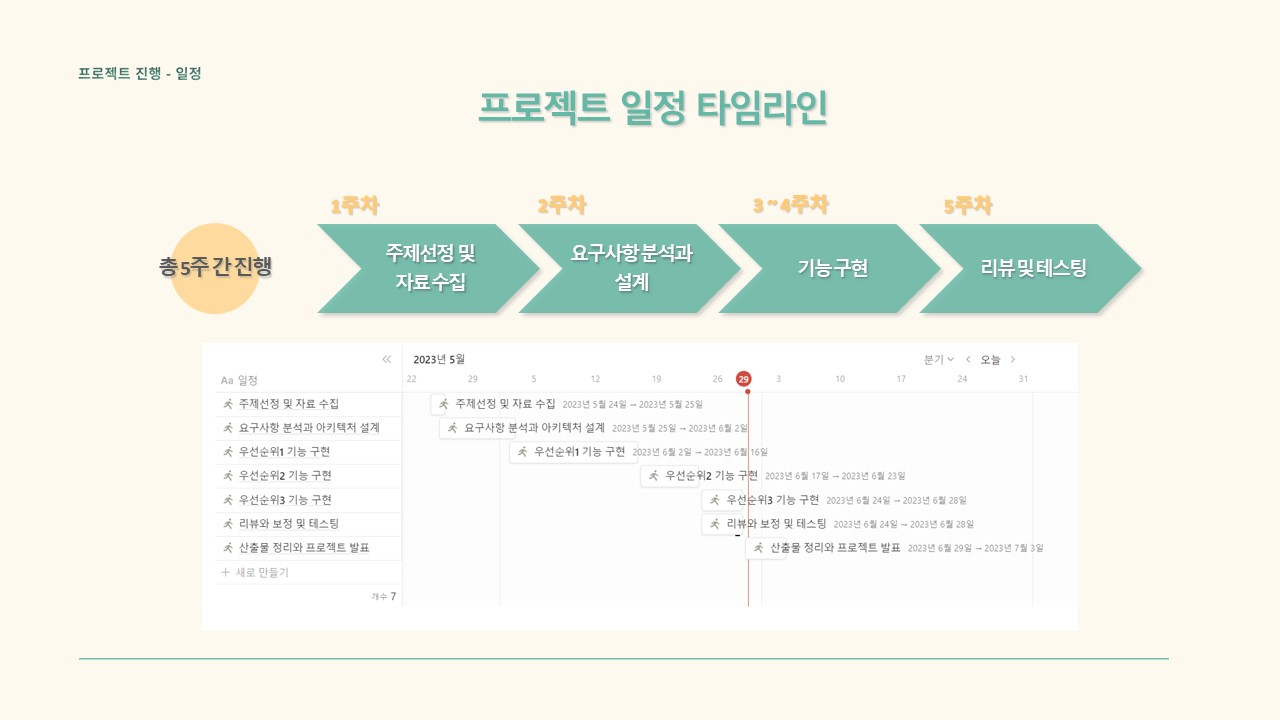 프로젝트 진행 - 일정
프로젝트 일정 타임라인
1주차
2주차
3 ~ 4주차
5주차
총 5주 간 진행
주제선정 및
자료 수집
요구사항 분석과
설계
기능 구현
리뷰 및 테스팅
2023년 5월
분기
오늘
Aa 일정
22 29 5 12 19 26 29 3 10 17 24 31
주제선정 및 자료 수집
주제선정 및 자료 수집 2023년 5월 24일 → 2023년 5월 25일
요구사항 분석과 아키텍처 설계
요구사항 분석과 아키텍처 설계 2023년 5월 25일 → 2023년 6월 2일
우선순위1 기능 구현
우선순위1 기능 구현 2023년 6월 2일 → 2023년 6월 16일
우선순위2 기능 구현
우선순위2 기능 구현 2023년 6월 17일 → 2023년 6월 23일
우선순위3 기능 구현
우선순위3 기능 구현 2023년 6월 24일 → 2023년 6월 28일
리뷰와 보정 및 테스팅
리뷰와 보정 및 테스팅 2023년 6월 24일 → 2023년 6월 28일
산출물 정리와 프로젝트 발표
산출물 정리와 프로젝트 발표 2023년 6월 29일 → 2023년 7월 3일
+ 새로 만들기
개수 7